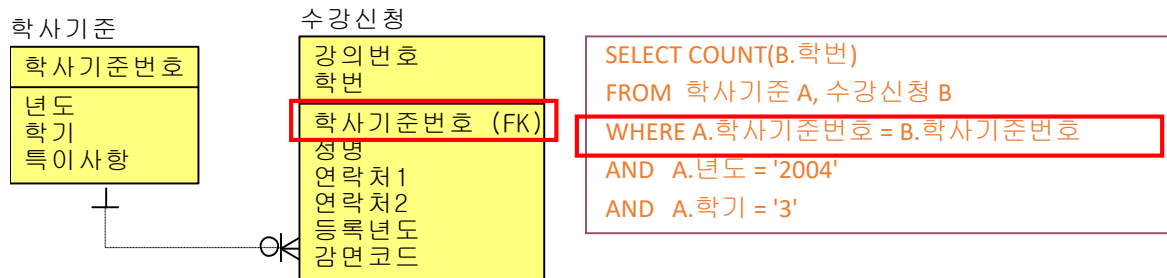 학사기준
학사기준번호
년도
학기
특이사항
수강신청
강의번호
학번
학사기준번호 (FK)
성명
연락처1
연락처2
등록년도
감면코드
SELECT COUNT(B.학번)
FROM 학사기준 A, 수강신청 B
WHERE A.학사기준번호 = B.학사기준번호
AND A.년도 = '2004'
AND A.학기 = '3'